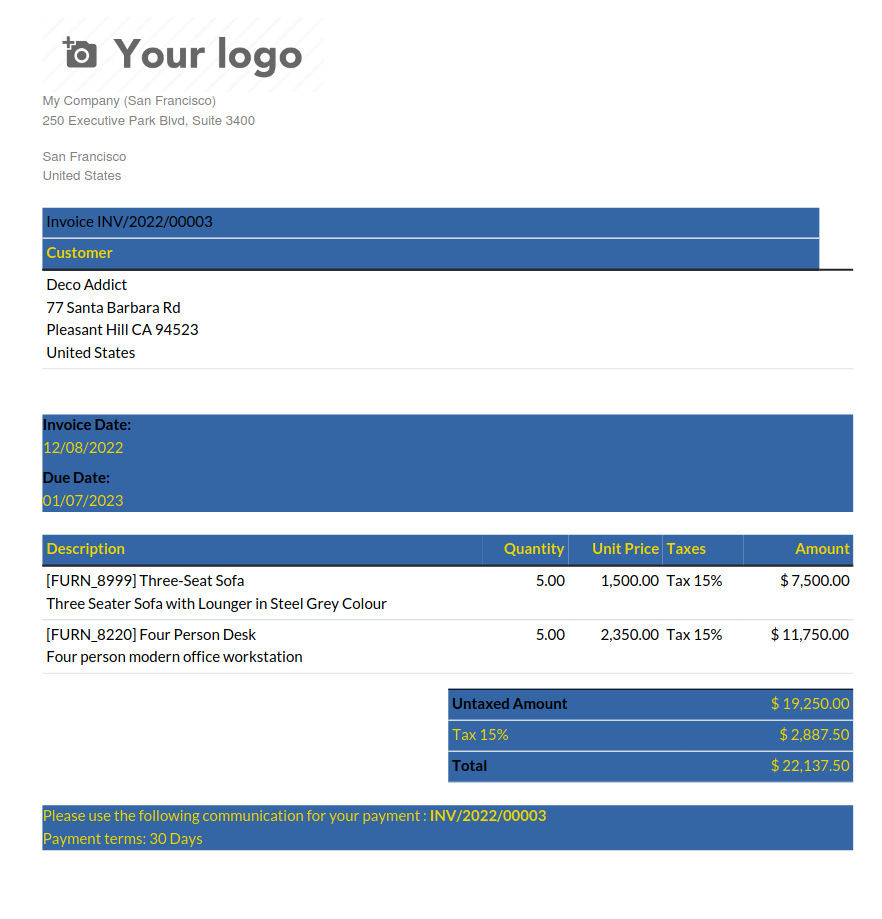 Your logo
My Company (San Francisco)
250 Executive Park Blvd, Suite 3400
San Francisco
United States
Invoice INV/2022/00003
Customer
Deco Addict
77 Santa Barbara Rd
Pleasant Hill CA 94523
United States
Invoice Date:
12/08/2022
Due Date:
01/07/2023
Description Quantity Unit Price Taxes Amount
[FURN_8999] Three-Seat Sofa 5.00 1,500.00 Tax 15% $ 7,500.00
Three Seater Sofa with Lounger in Steel Grey Colour
[FURN_8220] Four Person Desk 5.00 2,350.00 Tax 15% $ 11,750.00
Four person modern office workstation
Untaxed Amount $ 19,250.00
Tax 15% $ 2,887.50
Total $ 22,137.50
Please use the following communication for your payment : INV/2022/00003
Payment terms: 30 Days